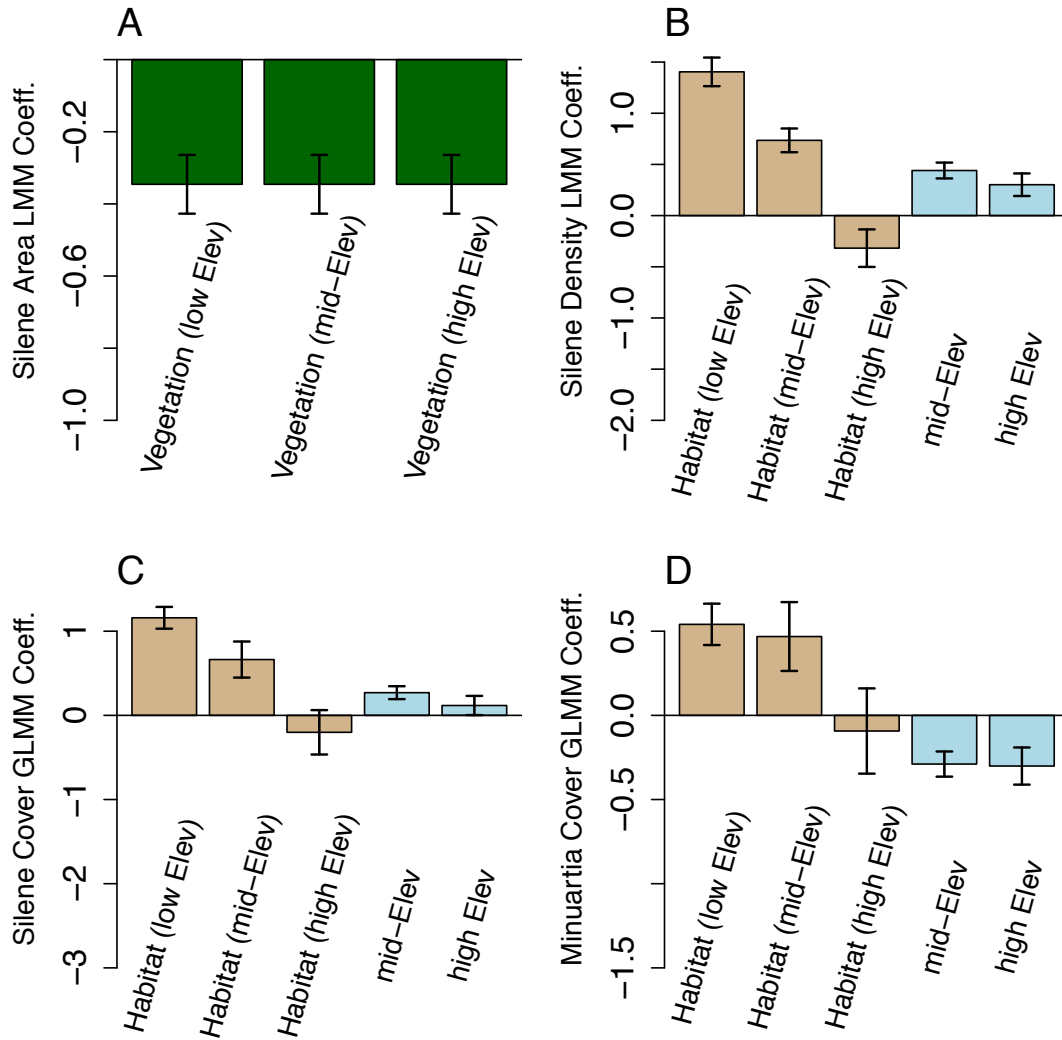 A
Silene Area LMM Coeff.
−0.2
−0.6
−1.0
Vegetation (low Elev)
Vegetation (mid−Elev)
Vegetation (high Elev)
B
Silene Density LMM Coeff.
1.0
0.0
−1.0
−2.0
Habitat (low Elev)
Habitat (mid−Elev)
Habitat (high Elev)
mid−Elev
high Elev
C
Silene Cover GLMM Coeff.
1
0
−1
−2
−3
Habitat (low Elev)
Habitat (mid−Elev)
Habitat (high Elev)
mid−Elev
high Elev
D
Minuartia Cover GLMM Coeff.
0.5
0.0
−0.5
−1.5
Habitat (low Elev)
Habitat (mid−Elev)
Habitat (high Elev)
mid−Elev
high Elev